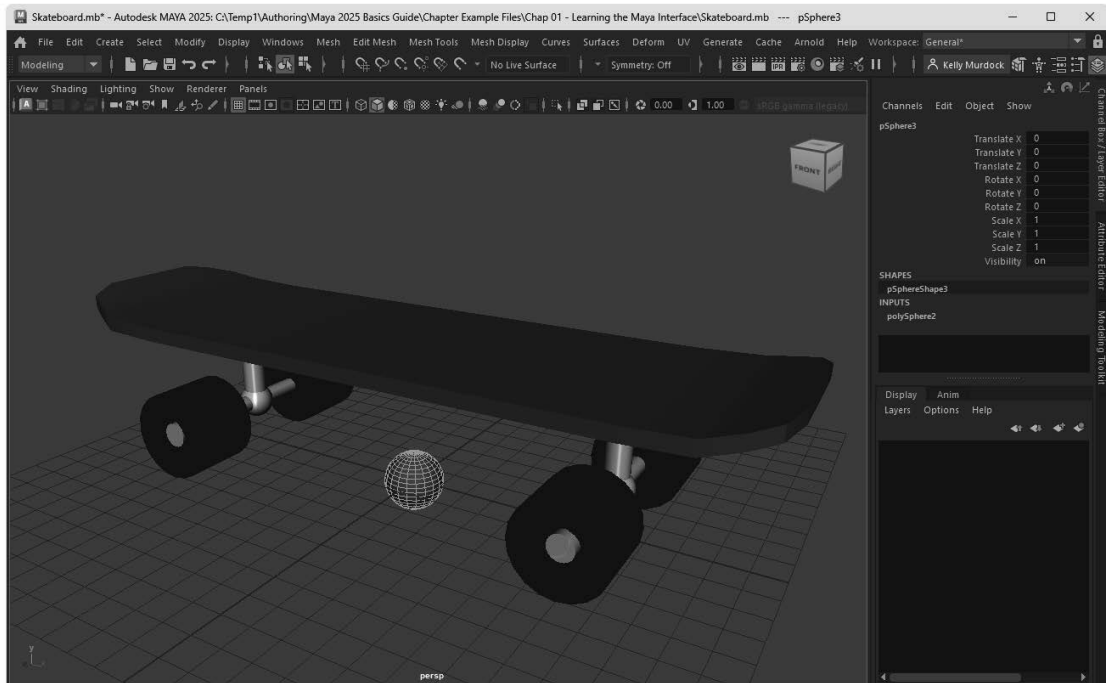 Skateboard.mb* - Autodesk MAYA 2025: C:\Temp1\Authoring\Maya 2025 Basics Guide\Chapter Example Files\Chap 01 - Learning the Maya Interface\Skateboard.mb --- pSphere3
File Edit Create Select Modify Display Windows Mesh Edit Mesh Mesh Tools Mesh Display Curves Surfaces Deform UV Generate Cache Arnold Help Workspace: General*
Modeling No Live Surface Symmetry: Off IPR Kelly Murdock
View Shading Lighting Show Renderer Panels
0.00 1.00 sRGB gamma (legacy)
FRONT
y
persp
Channels Edit Object Show
pSphere3
Translate X 0
Translate Y 0
Translate Z 0
Rotate X 0
Rotate Y 0
Rotate Z 0
Scale X 1
Scale Y 1
Scale Z 1
Visibility on
SHAPES
pSphereShape3
INPUTS
polySphere2
Display Anim
Layers Options Help
Channel Box / Layer Editor
Attribute Editor
Modeling Toolkit